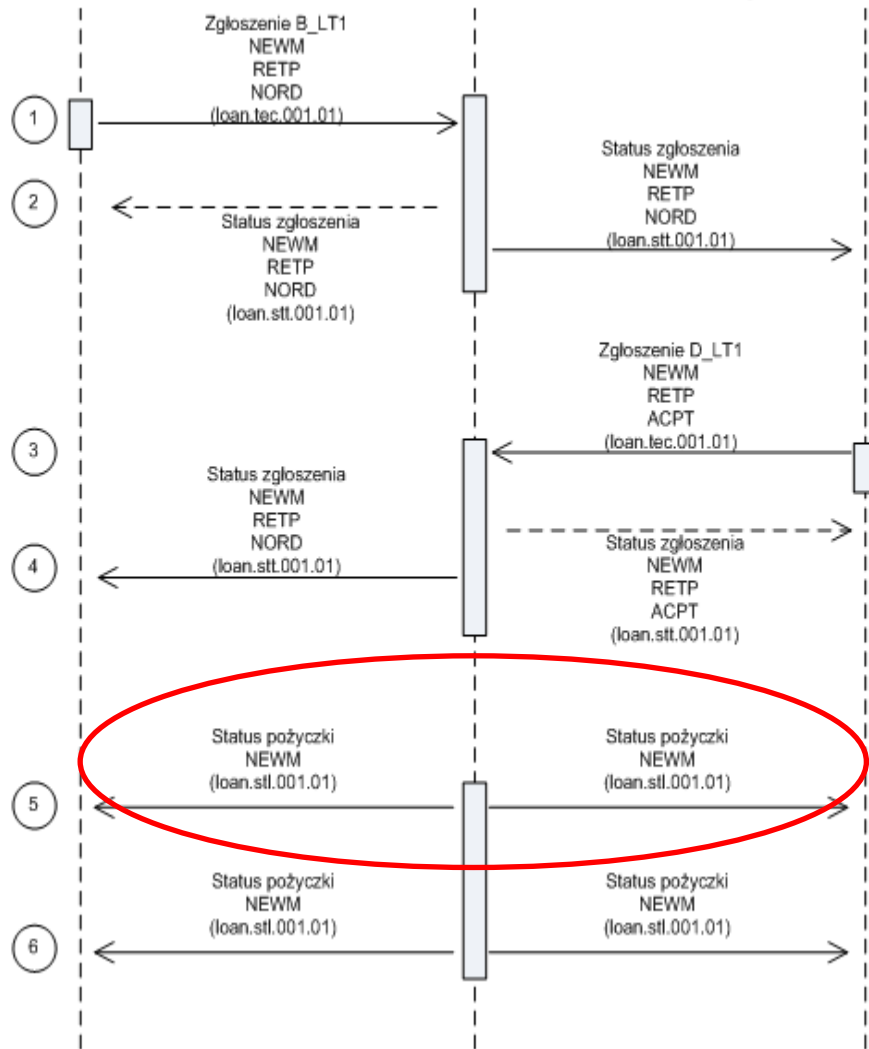 Zgłoszenie B_LT1
NEWM
RETP
NORD
(loan.tec.001.01)
1
Status zgłoszenia
NEWM
RETP
NORD
(loan.stt.001.01)
2
Status zgłoszenia
NEWM
RETP
NORD
(loan.stt.001.01)
Zgłoszenie D_LT1
NEWM
RETP
ACPT
(loan.tec.001.01)
3
Status zgłoszenia
NEWM
RETP
NORD
(loan.stt.001.01)
4
Status zgłoszenia
NEWM
RETP
ACPT
(loan.stt.001.01)
Status pożyczki
NEWM
(loan.stl.001.01)
Status pożyczki
NEWM
(loan.stl.001.01)
5
Status pożyczki
NEWM
(loan.stl.001.01)
Status pożyczki
NEWM
(loan.stl.001.01)
6